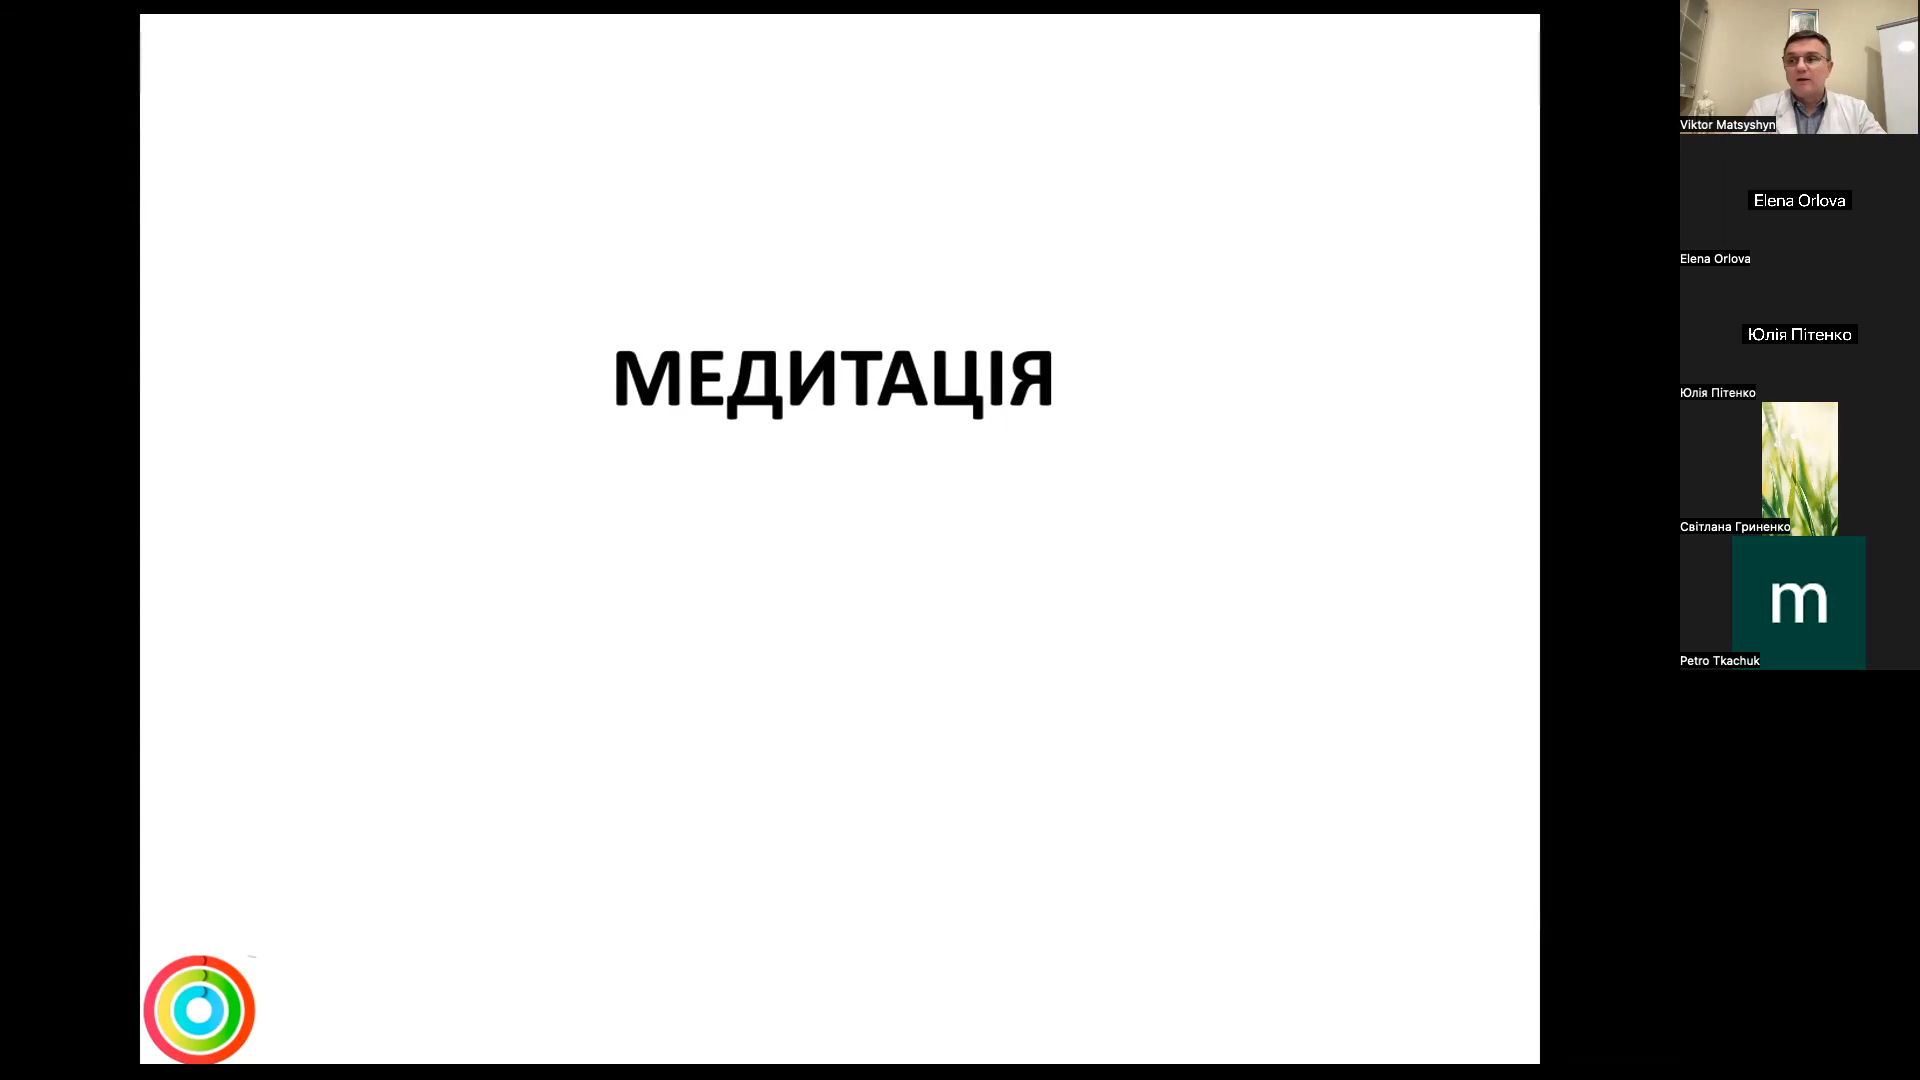 МЕДИТАЦІЯ
Viktor Matsyshyn
Elena Orlova
Elena Orlova
Юлія Пітенко
Юлія Пітенко
Світлана Гриненко
m
Petro Tkachuk